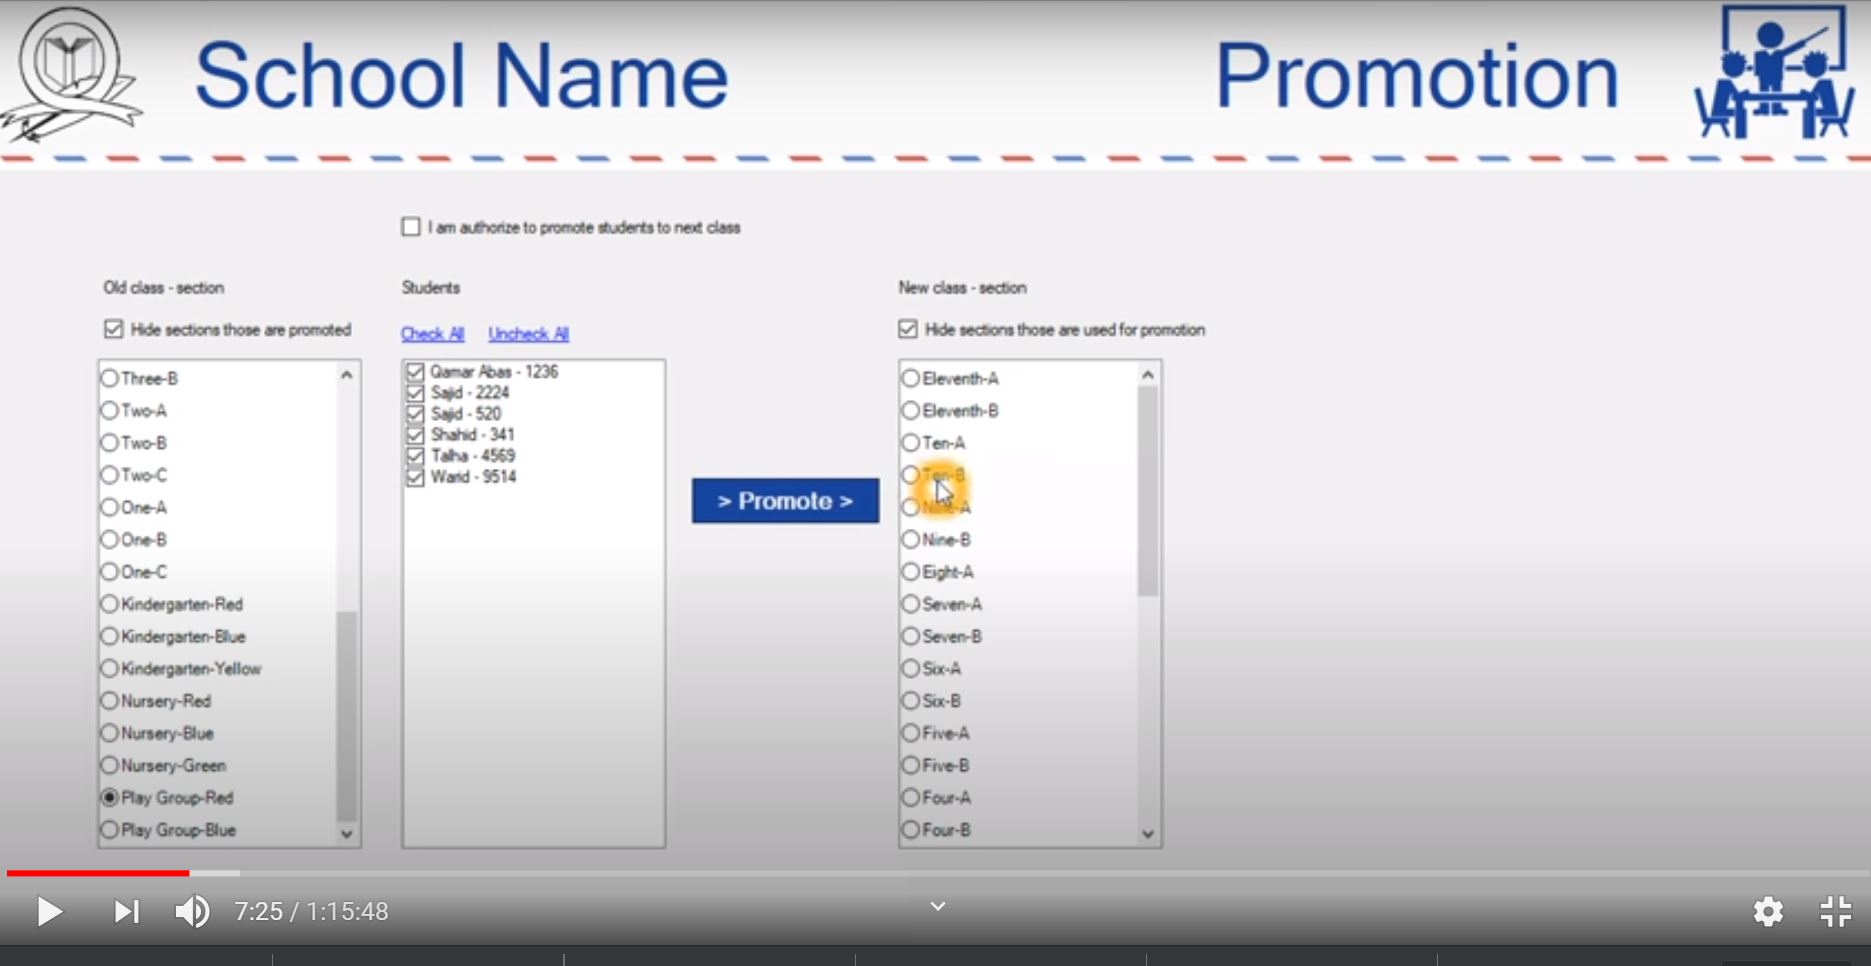 School Name
Promotion
I am authorize to promote students to next class
Old class - section
Students
New class - section
Hide sections those are promoted
Check All
Uncheck All
Hide sections those are used for promotion
Three-B
Two-A
Two-B
Two-C
One-A
One-B
One-C
Kindergarten-Red
Kindergarten-Blue
Kindergarten-Yellow
Nursery-Red
Nursery-Blue
Nursery-Green
Play Group-Red
Play Group-Blue
Qamar Abas - 1236
Sajid - 2224
Sajid - 520
Shahid - 341
Talha - 4569
Warid - 9514
> Promote >
Eleventh-A
Eleventh-B
Ten-A
Ten-B
Nine-A
Nine-B
Eight-A
Seven-A
Seven-B
Six-A
Six-B
Five-A
Five-B
Four-A
Four-B
7:25 / 1:15:48